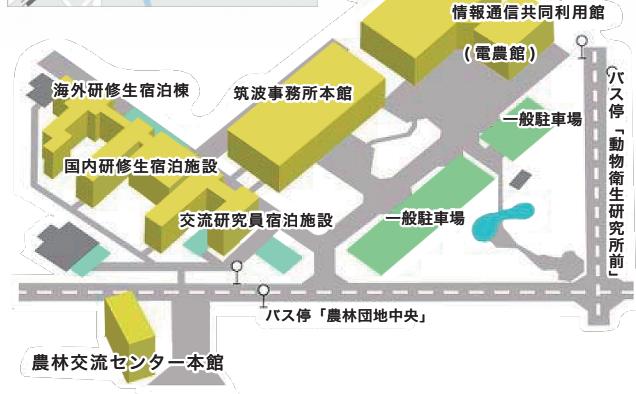 情報通信共同利用館
(電農館)
海外研修生宿泊棟
筑波事務所本館
一般駐車場
バス停「動物衛生研究所前」
国内研修生宿泊施設
交流研究員宿泊施設
一般駐車場
バス停「農林団地中央」
農林交流センター本館